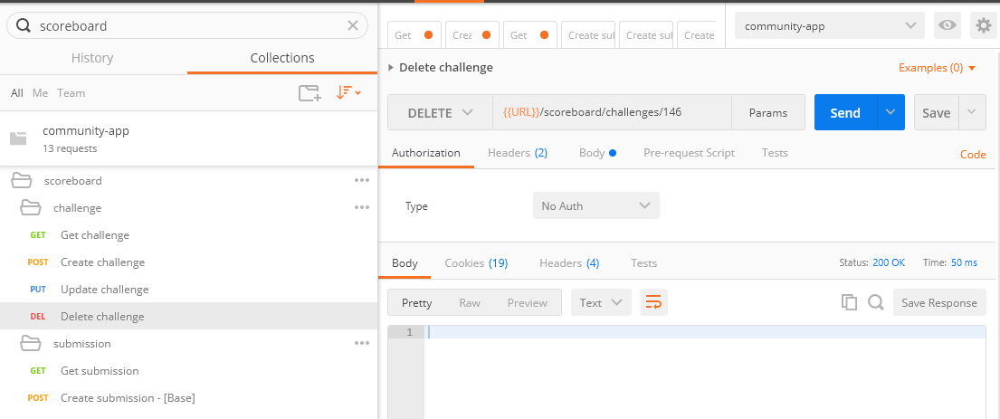 scoreboard
History
Collections
All
Me
Team
community-app
13 requests
scoreboard
challenge
GET Get challenge
POST Create challenge
PUT Update challenge
DEL Delete challenge
submission
GET Get submission
POST Create submission - [Base]
Get
Crea
Get
Create sul
Create sul
Create
community-app
Delete challenge
Examples (0)
DELETE
{{URL}}/scoreboard/challenges/146
Params
Send
Save
Authorization
Headers (2)
Body
Pre-request Script
Tests
Code
Type
No Auth
Body
Cookies (19)
Headers (4)
Tests
Status: 200 OK
Time: 50 ms
Pretty
Raw
Preview
Text
Save Response
1